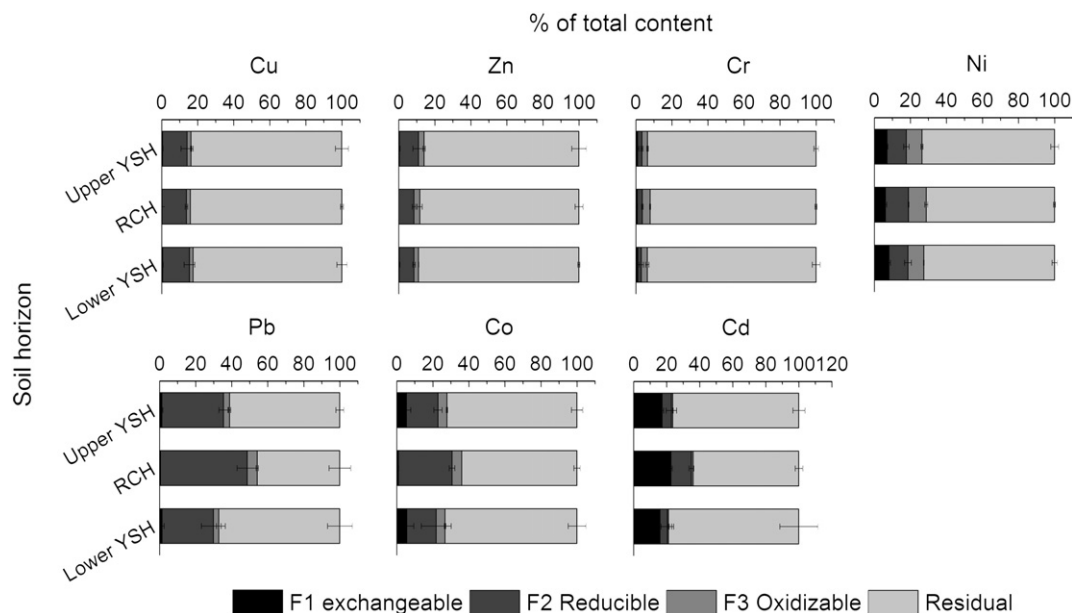 % of total content
Cu Zn Cr Ni
0 20 40 60 80 100
0 20 40 60 80 100
0 20 40 60 80 100
0 20 40 60 80 100
Upper YSH
RCH
Lower YSH
Soil horizon
Pb Co Cd
0 20 40 60 80 100
0 20 40 60 80 100
0 20 40 60 80 100 120
Upper YSH
RCH
Lower YSH
F1 exchangeable F2 Reducible F3 Oxidizable Residual